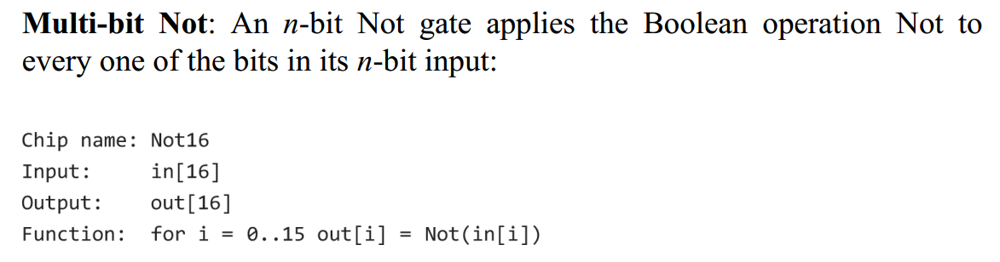 Multi-bit Not: An n-bit Not gate applies the Boolean operation Not to
every one of the bits in its n-bit input:
Chip name: Not16
Input: in[16]
Output: out[16]
Function: for i = 0..15 out[i] = Not(in[i])